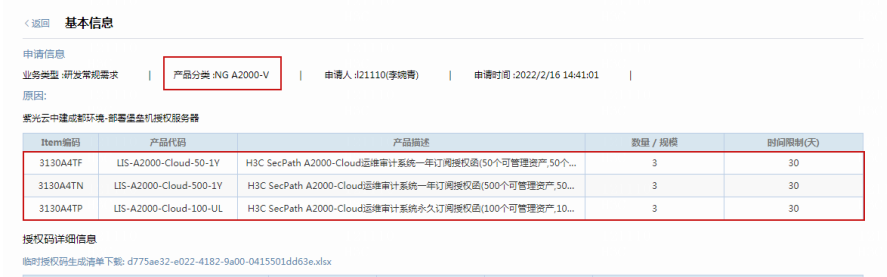 <返回 基本信息
申请信息
业务类型 :研发常规需求 | 产品分类 :NG A2000-V | 申请人 :l21110(李婉青) | 申请时间 :2022/2/16 14:41:01 |
原因:
紫光云中建成都环境-部署堡垒机授权服务器
Item编码 产品代码 产品描述 数量 / 规模 时间限制(天)
3130A4TF LIS-A2000-Cloud-50-1Y H3C SecPath A2000-Cloud运维审计系统一年订阅授权函(50个可管理资产,50个... 3 30
3130A4TN LIS-A2000-Cloud-500-1Y H3C SecPath A2000-Cloud运维审计系统一年订阅授权函(500个可管理资产,50... 3 30
3130A4TP LIS-A2000-Cloud-100-UL H3C SecPath A2000-Cloud运维审计系统永久订阅授权函(100个可管理资产,10... 3 30
授权码详细信息
临时授权码生成清单下载: d775ae32-e022-4182-9a00-0415501dd63e.xlsx